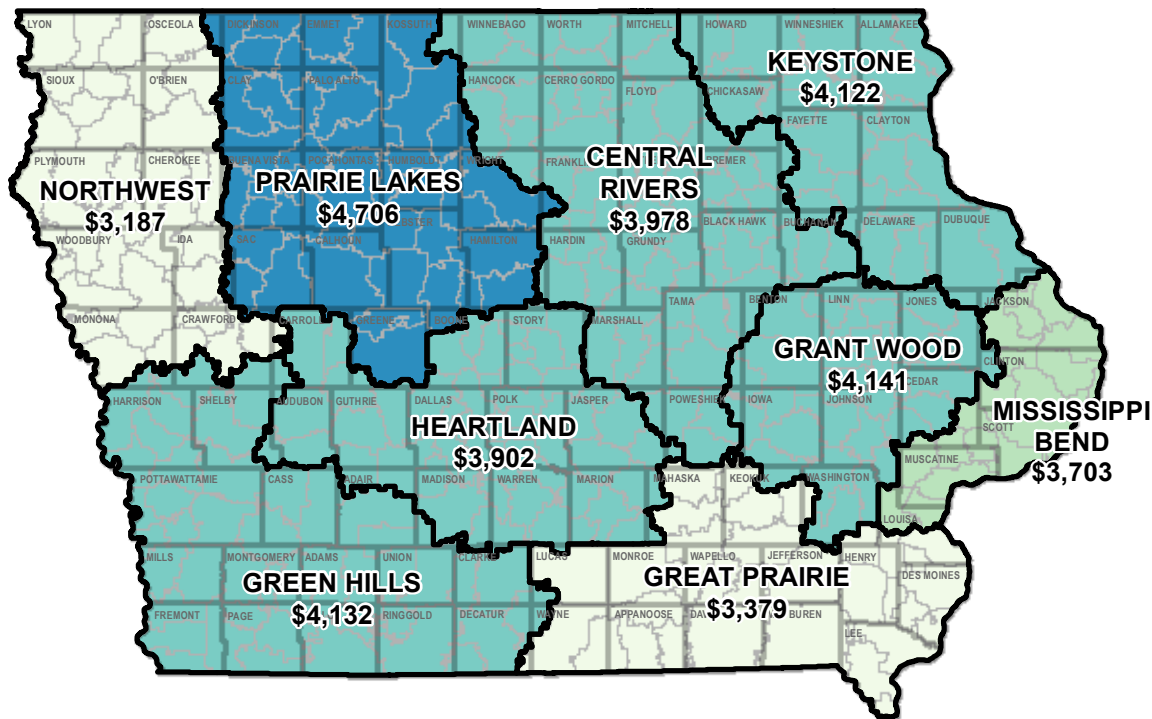 LYON
OSCEOLA
DICKINSON
EMMET
KOSSUTH
WINNEBAGO
WORTH
MITCHELL
HOWARD
WINNESHIEK
ALLAMAKEE
SIOUX
O'BRIEN
CLAY
PALO ALTO
HANCOCK
CERRO GORDO
FLOYD
CHICKASAW
KEYSTONE
$4,122
FAYETTE
CLAYTON
PLYMOUTH
CHEROKEE
BUENA VISTA
POCAHONTAS
HUMBOLDT
WRIGHT
FRANKLIN
BREMER
NORTHWEST
$3,187
PRAIRIE LAKES
$4,706
CENTRAL
RIVERS
$3,978
WOODBURY
IDA
SAC
CALHOUN
HAMILTON
HARDIN
GRUNDY
BLACK HAWK
BUCHANAN
DELAWARE
DUBUQUE
MONONA
CRAWFORD
CARROLL
GREENE
BOONE
STORY
MARSHALL
TAMA
BENTON
LINN
JONES
JACKSON
GRANT WOOD
$4,141
CLINTON
CEDAR
HARRISON
SHELBY
AUDUBON
GUTHRIE
DALLAS
POLK
JASPER
POWESHIEK
IOWA
JOHNSON
SCOTT
MISSISSIPPI
BEND
$3,703
HEARTLAND
$3,902
MUSCATINE
POTTAWATTAMIE
CASS
ADAIR
MADISON
WARREN
MARION
MAHASKA
KEOKUK
WASHINGTON
LOUISA
MILLS
MONTGOMERY
ADAMS
UNION
CLARKE
LUCAS
MONROE
WAPELLO
JEFFERSON
HENRY
DES MOINES
GREEN HILLS
$4,132
GREAT PRAIRIE
$3,379
FREMONT
PAGE
RINGGOLD
DECATUR
WAYNE
APPANOOSE
BUREN
LEE